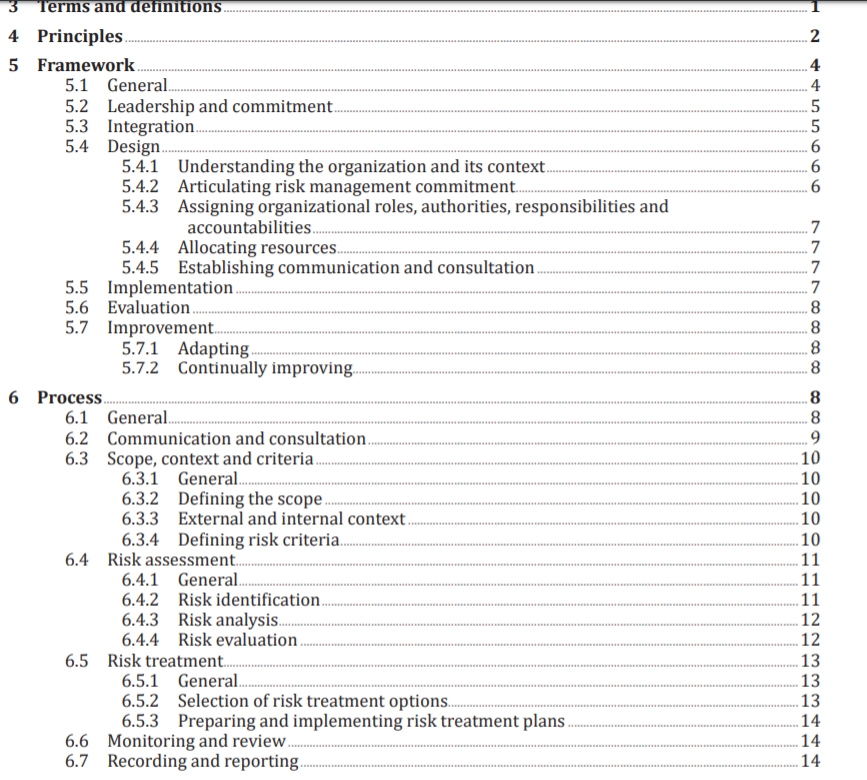 3 Terms and definitions 1
4 Principles 2
5 Framework 4
5.1 General 4
5.2 Leadership and commitment 5
5.3 Integration 5
5.4 Design 6
5.4.1 Understanding the organization and its context 6
5.4.2 Articulating risk management commitment 6
5.4.3 Assigning organizational roles, authorities, responsibilities and
accountabilities 7
5.4.4 Allocating resources 7
5.4.5 Establishing communication and consultation 7
5.5 Implementation 7
5.6 Evaluation 8
5.7 Improvement 8
5.7.1 Adapting 8
5.7.2 Continually improving 8
6 Process 8
6.1 General 8
6.2 Communication and consultation 9
6.3 Scope, context and criteria 10
6.3.1 General 10
6.3.2 Defining the scope 10
6.3.3 External and internal context 10
6.3.4 Defining risk criteria 10
6.4 Risk assessment 11
6.4.1 General 11
6.4.2 Risk identification 11
6.4.3 Risk analysis 12
6.4.4 Risk evaluation 12
6.5 Risk treatment 13
6.5.1 General 13
6.5.2 Selection of risk treatment options 13
6.5.3 Preparing and implementing risk treatment plans 14
6.6 Monitoring and review 14
6.7 Recording and reporting 14